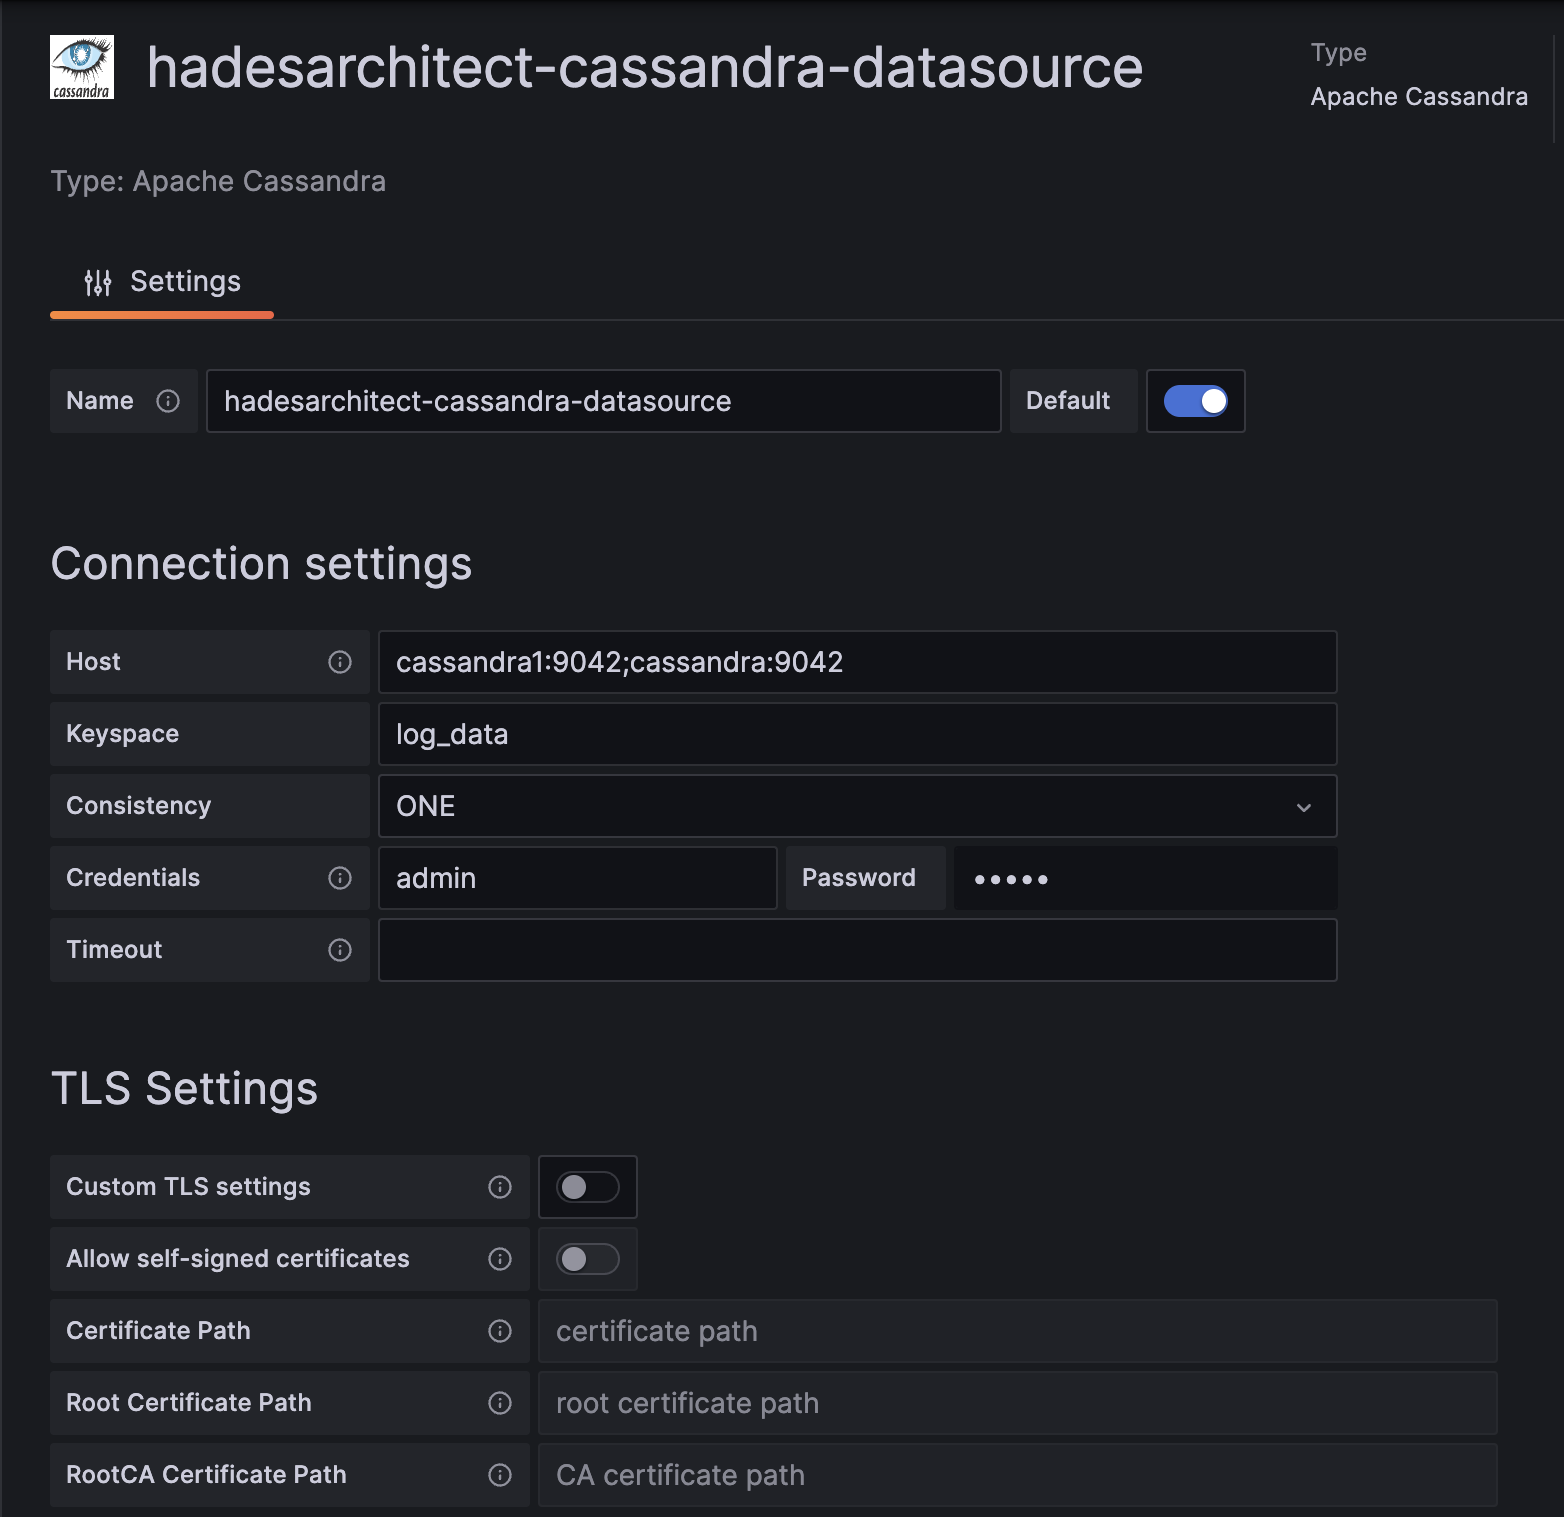 cassandra
hadesarchitect-cassandra-datasource
Type
Apache Cassandra
Type: Apache Cassandra
Settings
Name hadesarchitect-cassandra-datasource Default
Connection settings
Host cassandra1:9042;cassandra:9042
Keyspace log_data
Consistency ONE
Credentials admin Password •••••
Timeout
TLS Settings
Custom TLS settings
Allow self-signed certificates
Certificate Path certificate path
Root Certificate Path root certificate path
RootCA Certificate Path CA certificate path